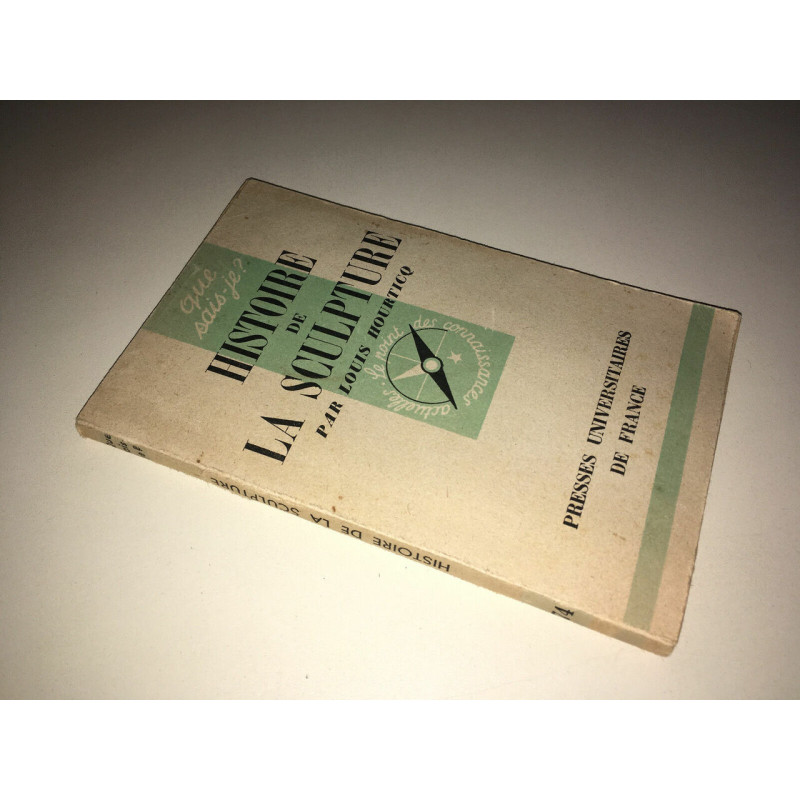 que
sais-je?
HISTOIRE
DE
LA SCULPTURE
PAR LOUIS HOURTICQ
le point des connaissances actuelles
PRESSES UNIVERSITAIRES
DE FRANCE
HISTOIRE DE LA SCULPTURE
74